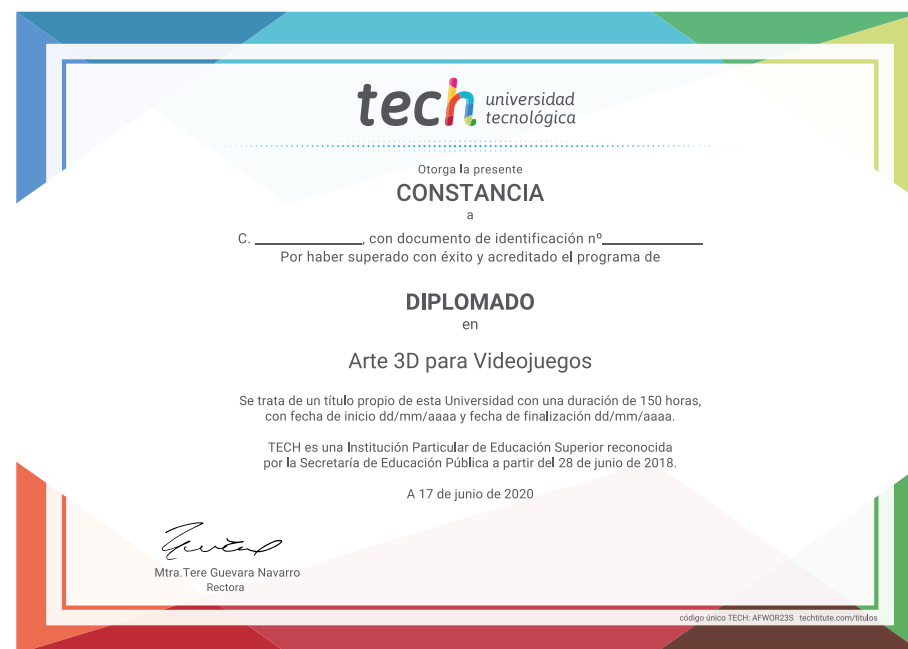 tech universidad
tecnológica
Otorga la presente
CONSTANCIA
a
C. ______________, con documento de identificación nº_____________
Por haber superado con éxito y acreditado el programa de
DIPLOMADO
en
Arte 3D para Videojuegos
Se trata de un título propio de esta Universidad con una duración de 150 horas,
con fecha de inicio dd/mm/aaaa y fecha de finalización dd/mm/aaaa.
TECH es una Institución Particular de Educación Superior reconocida
por la Secretaría de Educación Pública a partir del 28 de junio de 2018.
A 17 de junio de 2020
Mtra.Tere Guevara Navarro
Rectora
código único TECH: AFWOR23S techtitute.com/titulos